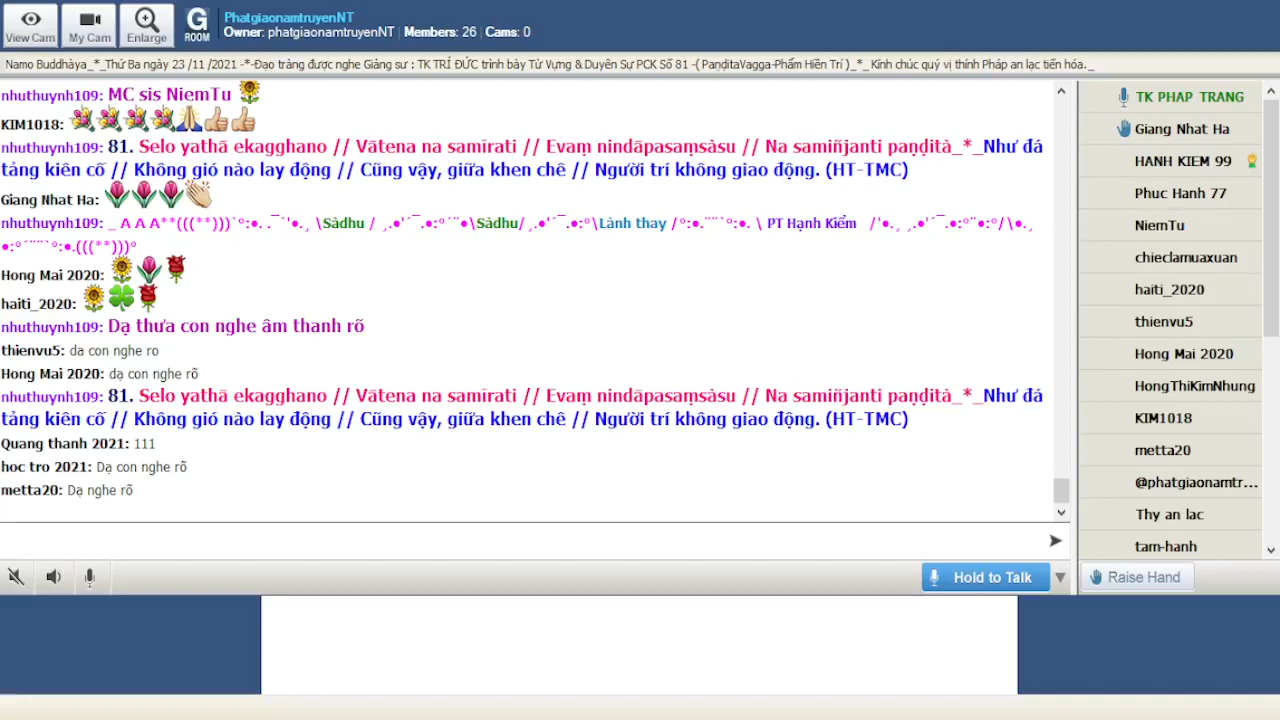 View Cam
My Cam
Enlarge
G
ROOM
PhatgiaonamtruyenNT
Owner: phatgiaonamtruyenNT | Members: 26 | Cams: 0
Namo Buddhàya_*_Thứ Ba ngày 23 /11 /2021 -*-Đạo tràng được nghe Giảng sư : TK TRÍ ĐỨC trình bày Từ Vựng & Duyên Sự PCK Số 81 -( PaṇḍitaVagga-Phẩm Hiền Trí )_*_ Kính chúc quý vị thính Pháp an lạc tiến hóa._
nhuthuynh109: MC sis NiemTu
KIM1018:
nhuthuynh109: 81. Selo yathā ekagghano // Vātena na samīrati // Evaṃ nindāpasaṃsàsu // Na samiñjanti paṇḍità_*_Như đá
tảng kiên cố // Không gió nào lay động // Cũng vậy, giữa khen chê // Người trí không giao động. (HT-TMC)
Giang Nhat Ha:
nhuthuynh109: _ A A A**(((**)))`º:•. .¯`'•.¸ \Sàdhu / ¸.•'´¯.•:º´¨•\Sàdhu/ ¸.•'´¯.•:º\Lành thay /º:•.¨¨`º:•. \ PT Hạnh Kiểm /'•.¸ ¸.•'´¯.•:º¨•:º/\•.¸
•:º´¨¨`º:•.(((**)))º
Hong Mai 2020:
haiti_2020:
nhuthuynh109: Dạ thưa con nghe âm thanh rõ
thienvu5: da con nghe ro
Hong Mai 2020: dạ con nghe rõ
nhuthuynh109: 81. Selo yathā ekagghano // Vātena na samīrati // Evaṃ nindāpasaṃsàsu // Na samiñjanti paṇḍità_*_Như đá
tảng kiên cố // Không gió nào lay động // Cũng vậy, giữa khen chê // Người trí không giao động. (HT-TMC)
Quang thanh 2021: 111
hoc tro 2021: Dạ con nghe rõ
metta20: Dạ nghe rõ
TK PHAP TRANG
Giang Nhat Ha
HANH KIEM 99
Phuc Hanh 77
NiemTu
chieclamuaxuan
haiti_2020
thienvu5
Hong Mai 2020
HongThiKimNhung
KIM1018
metta20
@phatgiaonamtr...
Thy an lac
tam-hanh
Hold to Talk
Raise Hand